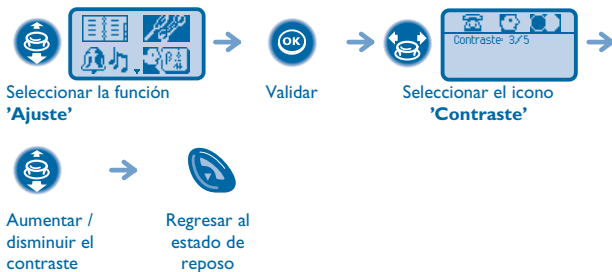 OK
Contraste: 3/5
Seleccionar la función
'Ajuste'
Validar
Seleccionar el icono
'Contraste'
Aumentar /
disminuir el
contraste
Regresar al
estado de
reposo